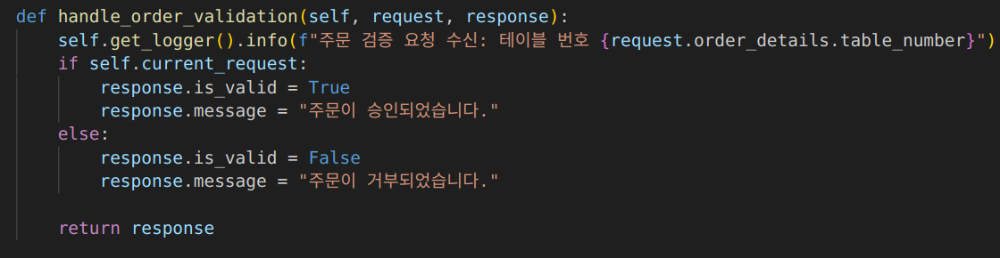 def handle_order_validation(self, request, response):
    self.get_logger().info(f"주문 검증 요청 수신: 테이블 번호 {request.order_details.table_number}")
    if self.current_request:
        response.is_valid = True
        response.message = "주문이 승인되었습니다."
    else:
        response.is_valid = False
        response.message = "주문이 거부되었습니다."
    return response